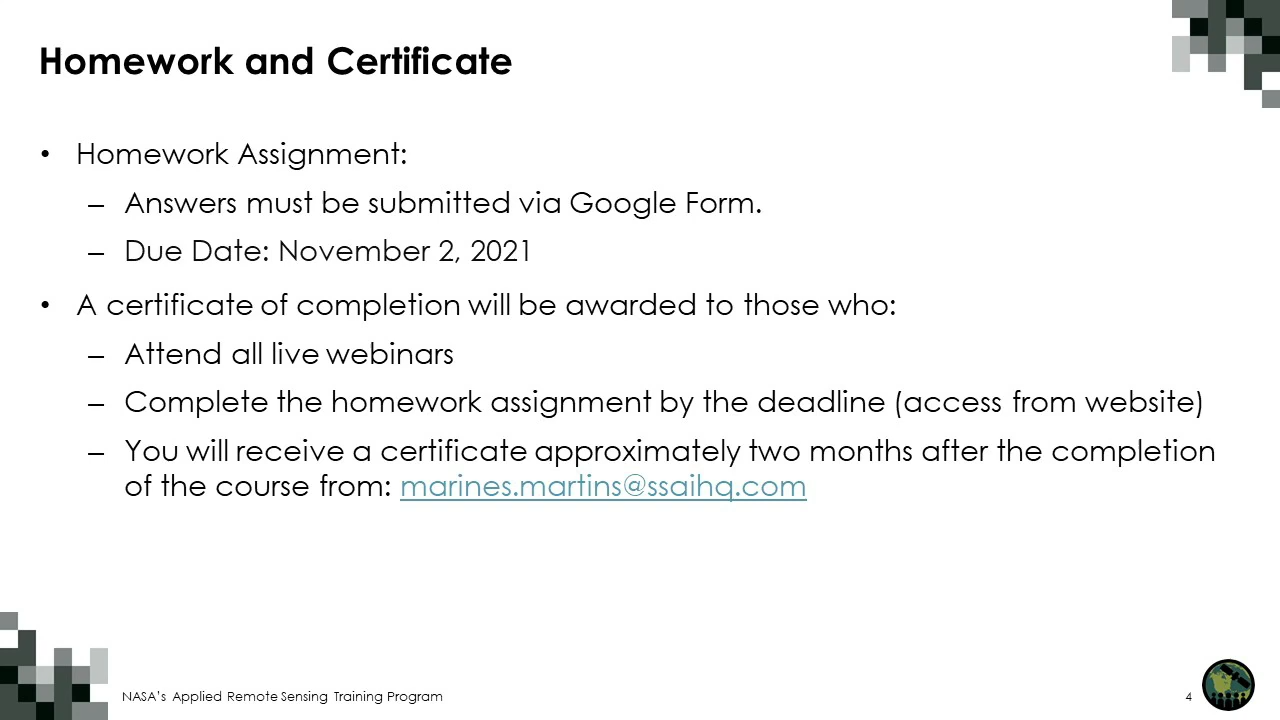 Homework and Certificate
• Homework Assignment:
– Answers must be submitted via Google Form.
– Due Date: November 2, 2021
• A certificate of completion will be awarded to those who:
– Attend all live webinars
– Complete the homework assignment by the deadline (access from website)
– You will receive a certificate approximately two months after the completion
of the course from: marines.martins@ssaihq.com
NASA’s Applied Remote Sensing Training Program
4